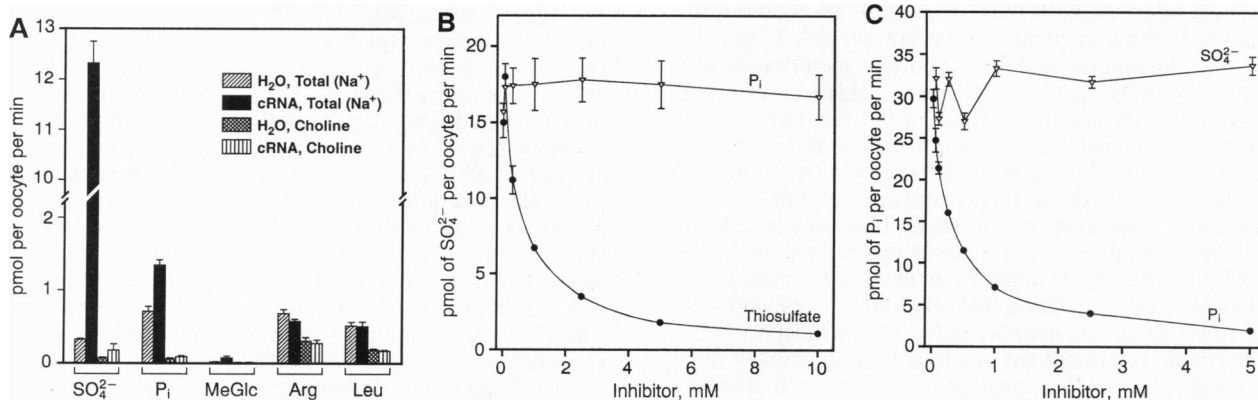 A
pmol per oocyte per min
13
12
11
10
2
1
0
H₂O, Total (Na⁺)
cRNA, Total (Na⁺)
H₂O, Choline
cRNA, Choline
SO₄²⁻
Pᵢ
MeGlc
Arg
Leu
B
pmol of SO₄²⁻ per oocyte per min
20
15
10
5
0
Pᵢ
Thiosulfate
0
2
4
6
8
10
Inhibitor, mM
C
pmol of Pᵢ per oocyte per min
40
35
30
25
20
15
10
5
0
SO₄²⁻
Pᵢ
0
1
2
3
4
5
Inhibitor, mM